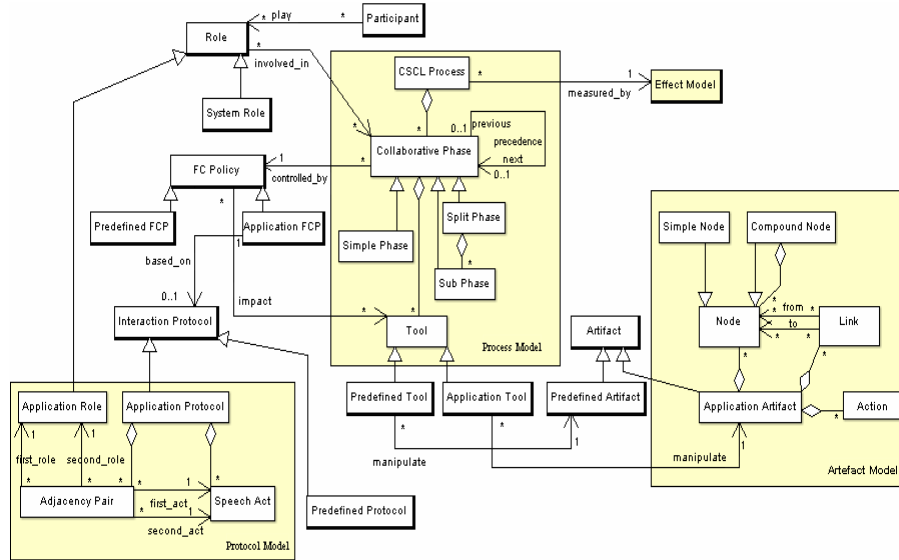 * play *
Participant
Role
*
involved_in
System Role
CSCL Process
*
1
measured_by
Effect Model
*
*
*
0..1
previous
precedence
next
0..1
Collaborative Phase
FC Policy
1
*
controlled_by
*
Predefined FCP
Application FCP
1
based_on
0..1
impact
Simple Phase
Split Phase
*
Sub Phase
*
*
Tool
Process Model
Interaction Protocol
Predefined Tool
Application Tool
*
*
manipulate
1
Artifact
Predefined Artifact
Simple Node
Compound Node
*
Node
* from *
* to *
Link
*
*
Application Artifact
*
Action
1
manipulate
Artefact Model
Application Role
Application Protocol
1
1
first_role
second_role
*
*
*
*
*
Adjacency Pair
*
1
first_act
*
1
second_act
Speech Act
Protocol Model
Predefined Protocol